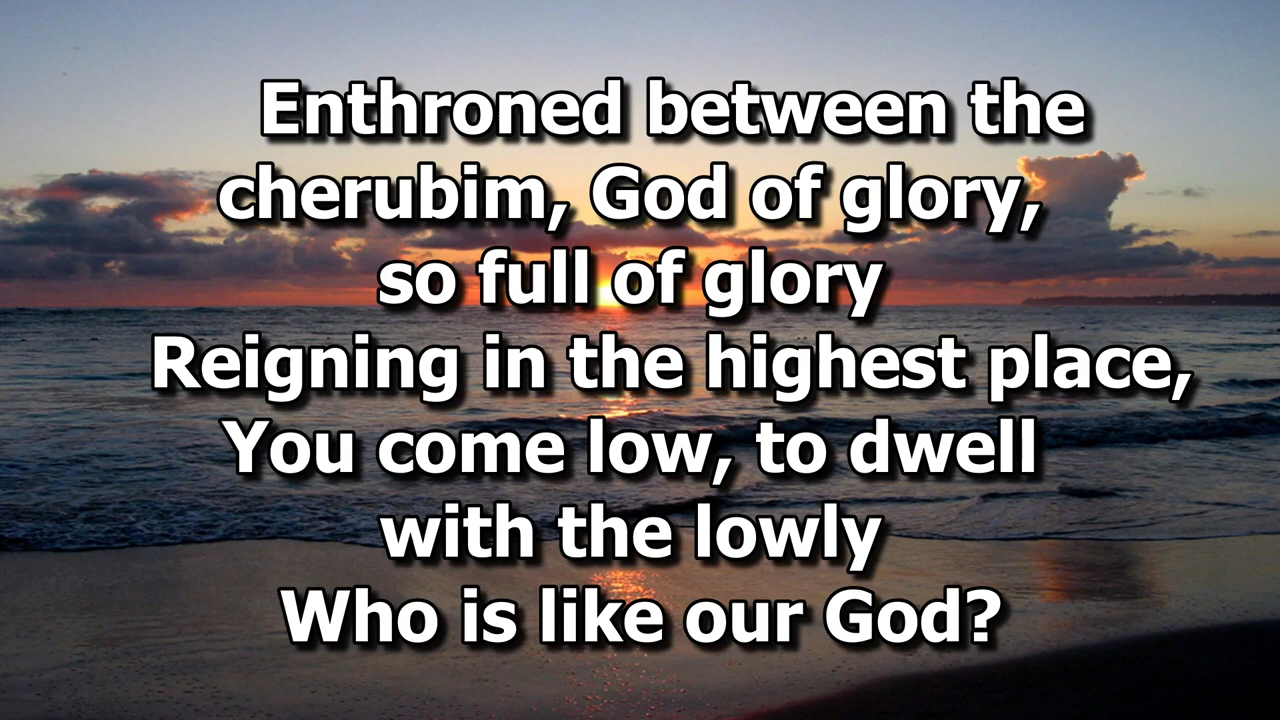 Enthroned between the
cherubim, God of glory,
so full of glory
Reigning in the highest place,
You come low, to dwell
with the lowly
Who is like our God?